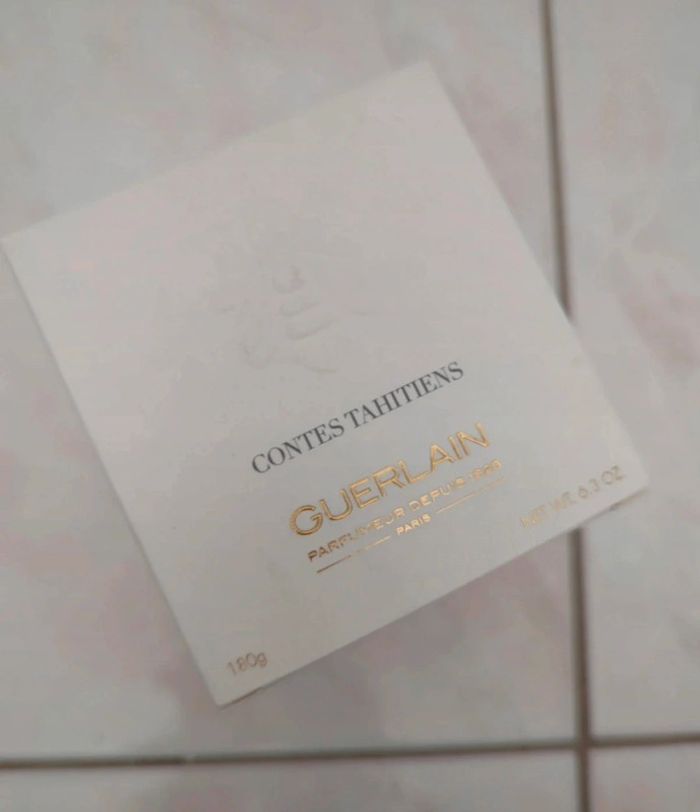 CONTES TAHITIENS
GUERLAIN
PARFUMEUR DEPUIS 1828
PARIS
180g
NET WT. 6.3 OZ